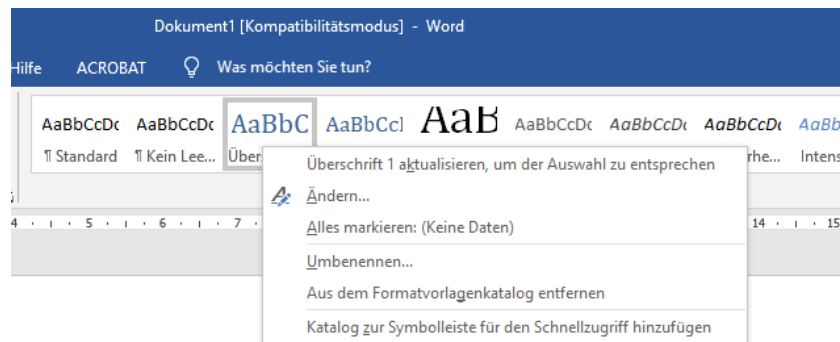 Dokument1 [Kompatibilitätsmodus] - Word
Hilfe ACROBAT Was möchten Sie tun?
AaBbCcDc AaBbCcDc AaBbC AaBbCcl AaB AaBbCcDc AaBbCcDc AaBbCcDc AaBb
¶ Standard ¶ Kein Lee... Über rhe... Intens
Überschrift 1 aktualisieren, um der Auswahl zu entsprechen
Ändern...
Alles markieren: (Keine Daten)
4 · ı · 5 · ı · 6 · ı · 7 · 14 · ı · 15
Umbenennen...
Aus dem Formatvorlagenkatalog entfernen
Katalog zur Symbolleiste für den Schnellzugriff hinzufügen